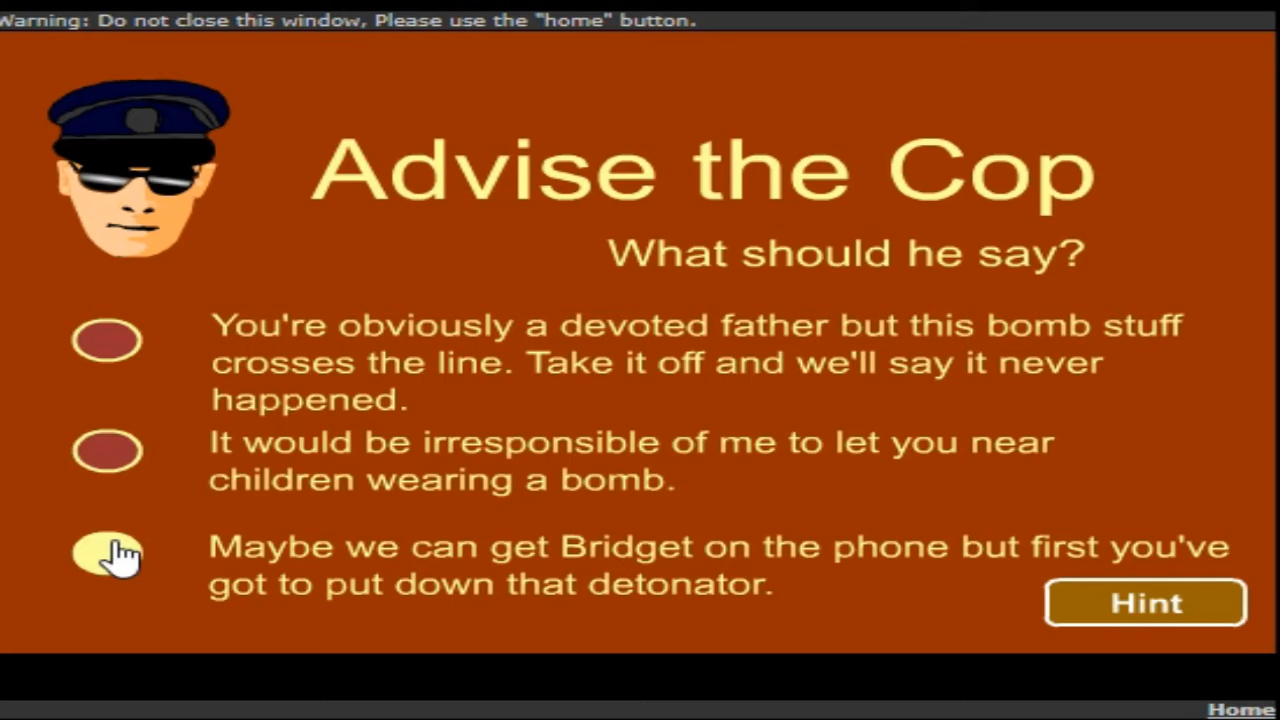 Warning: Do not close this window, Please use the "home" button.
Advise the Cop
What should he say?
You're obviously a devoted father but this bomb stuff
crosses the line. Take it off and we'll say it never
happened.
It would be irresponsible of me to let you near
children wearing a bomb.
Maybe we can get Bridget on the phone but first you've
got to put down that detonator.
Hint
Home